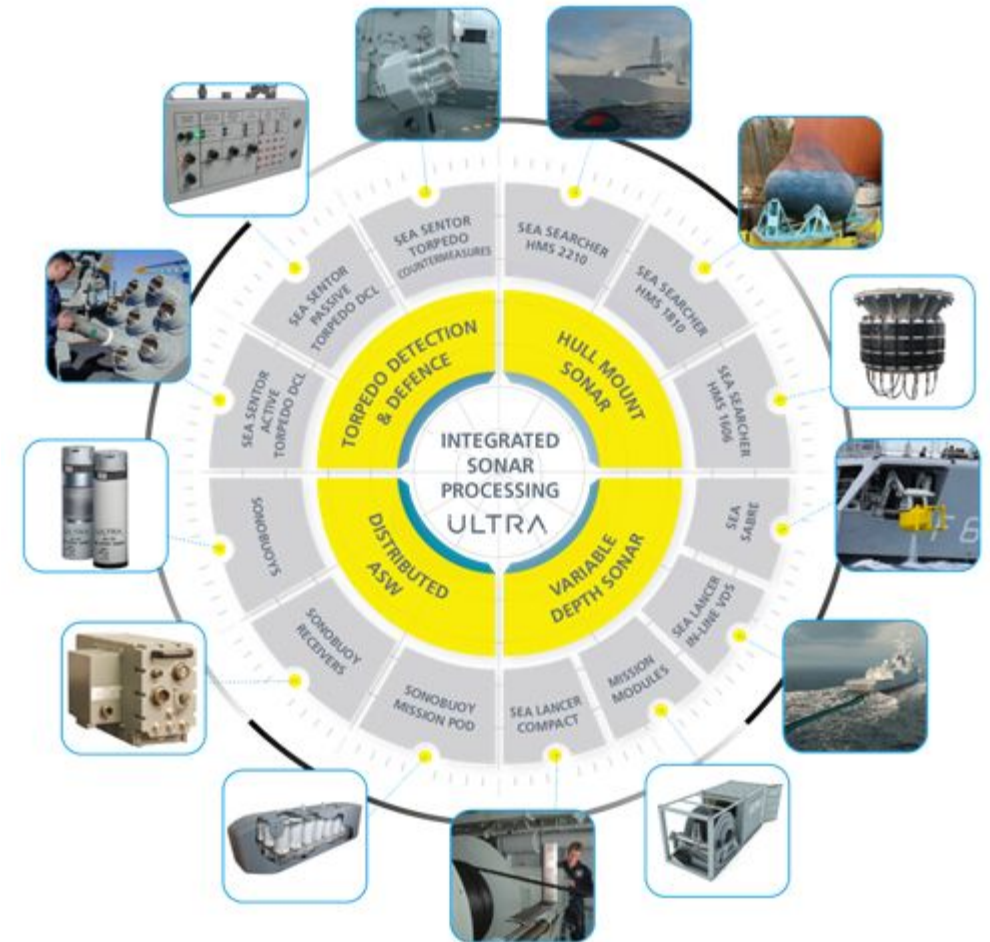 SEA SENTOR
TORPEDO
COUNTERMEASURES
SEA SEARCHER
HMS 2210
SEA SENTOR
PASSIVE
TORPEDO DCL
SEA SEARCHER
HMS 1810
SEA SENTOR
ACTIVE
TORPEDO DCL
SEA SEARCHER
HMS 1606
TORPEDO DETECTION
& DEFENCE
HULL MOUNT
SONAR
INTEGRATED
SONAR
PROCESSING
ULTRA
DISTRIBUTED
ASW
VARIABLE
DEPTH SONAR
SONOBUOYS
SEA
SABRE
SONOBUOY
RECEIVERS
SEA LANCER
IN-LINE VDS
SONOBUOY
MISSION POD
SEA LANCER
COMPACT
MISSION
MODULES
ULTRA
ULTRA
F6